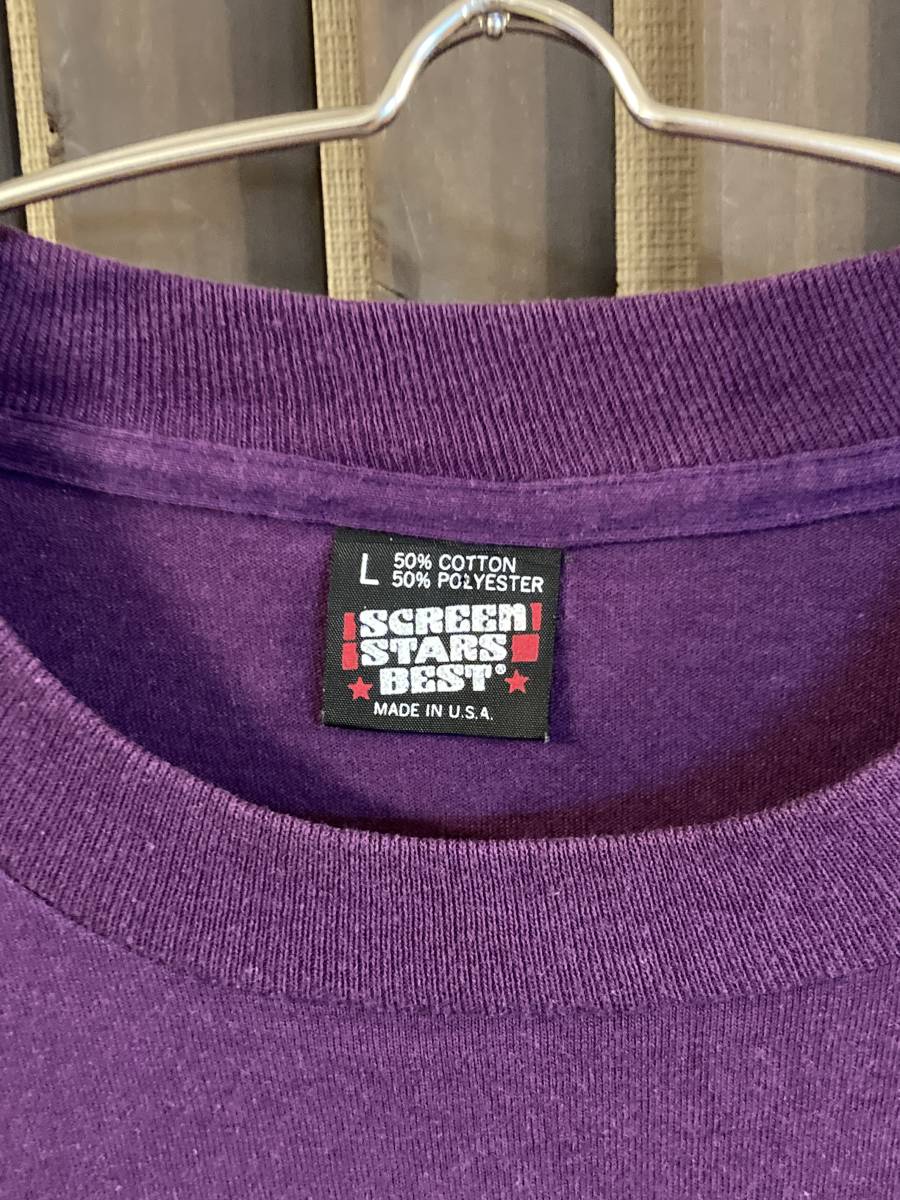 L 50% COTTON
50% POLYESTER
SCREEN
STARS
BEST®
MADE IN U.S.A.